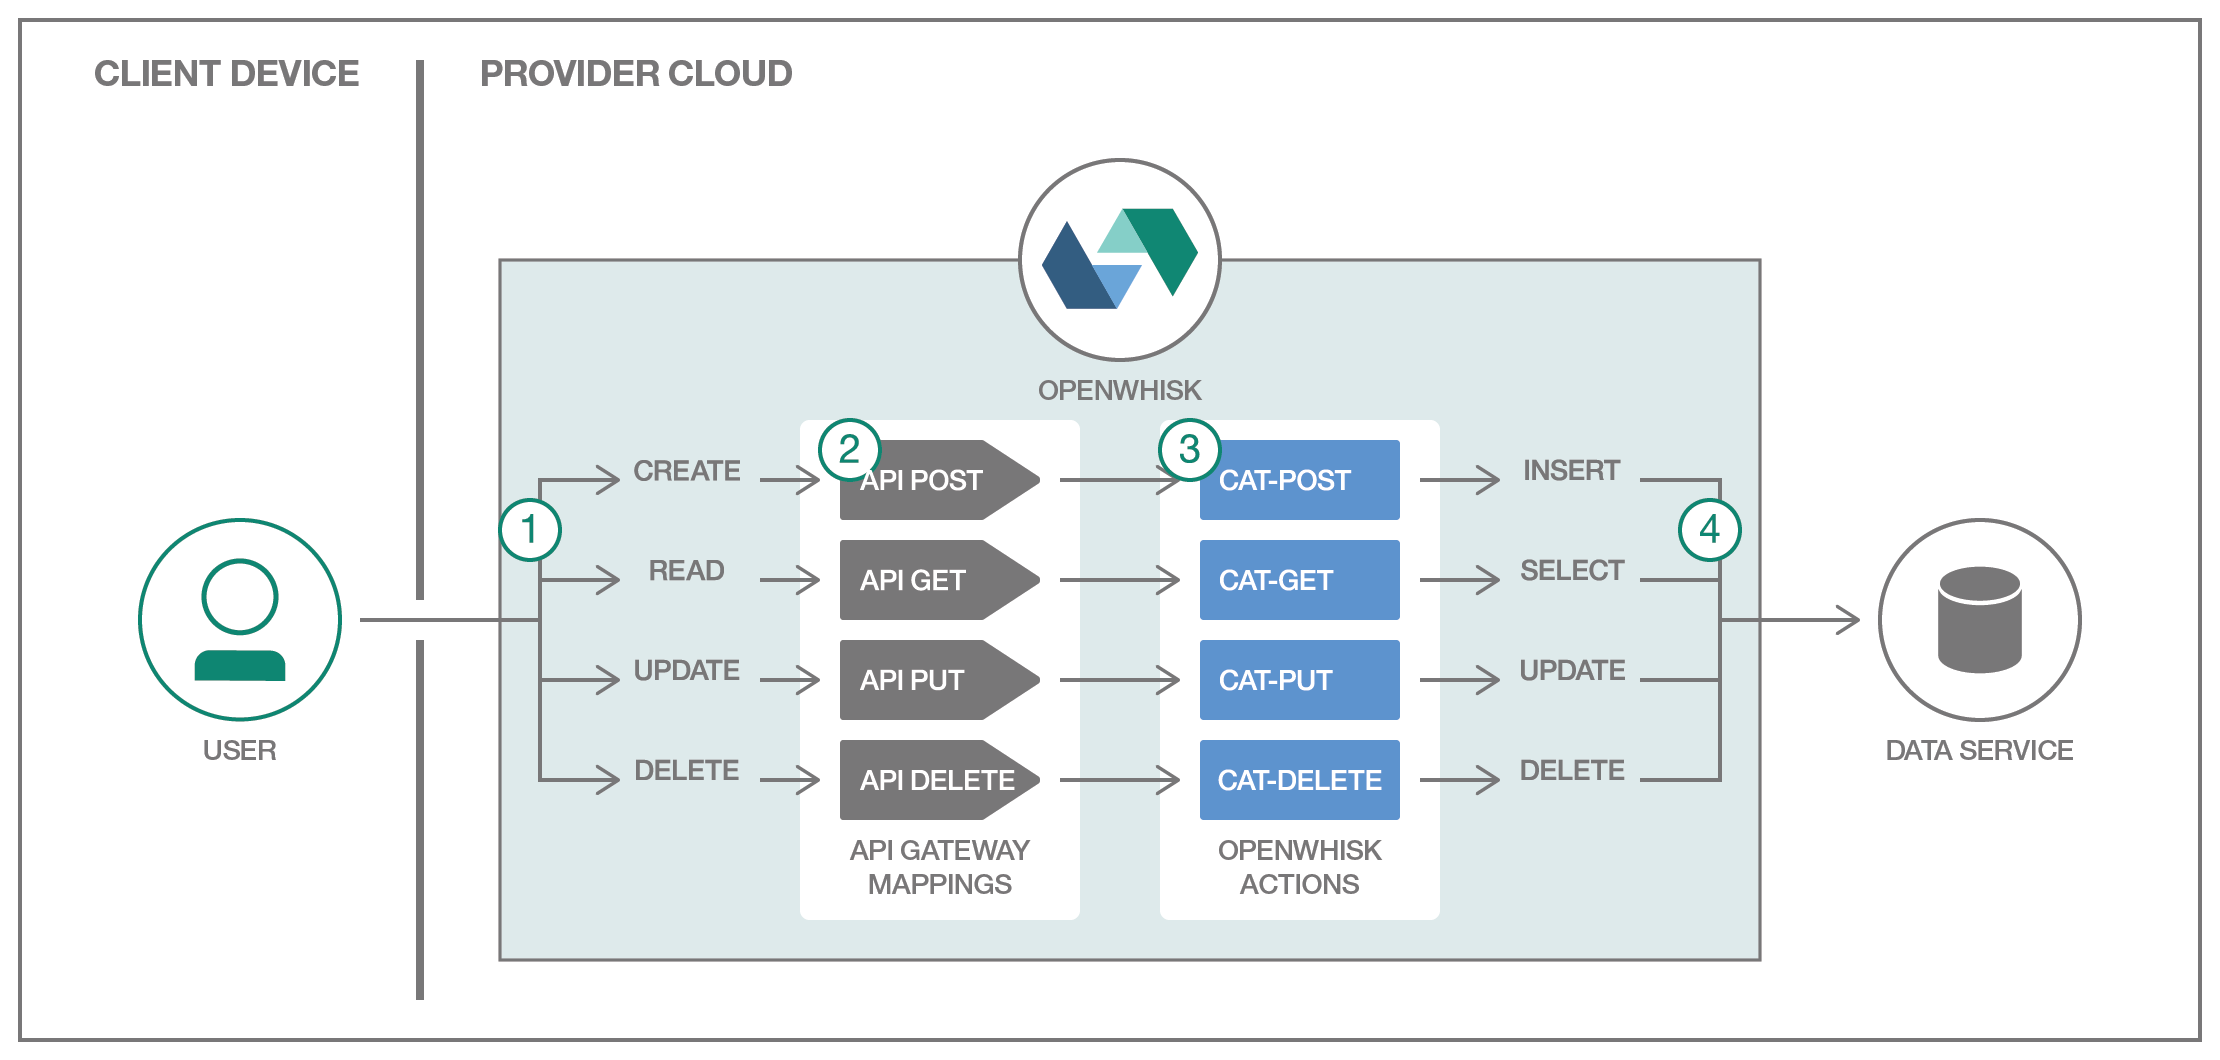 CLIENT DEVICE
PROVIDER CLOUD
OPENWHISK
1
2
3
4
CREATE
API POST
CAT-POST
INSERT
READ
API GET
CAT-GET
SELECT
UPDATE
API PUT
CAT-PUT
UPDATE
DELETE
API DELETE
CAT-DELETE
DELETE
USER
DATA SERVICE
API GATEWAY
MAPPINGS
OPENWHISK
ACTIONS